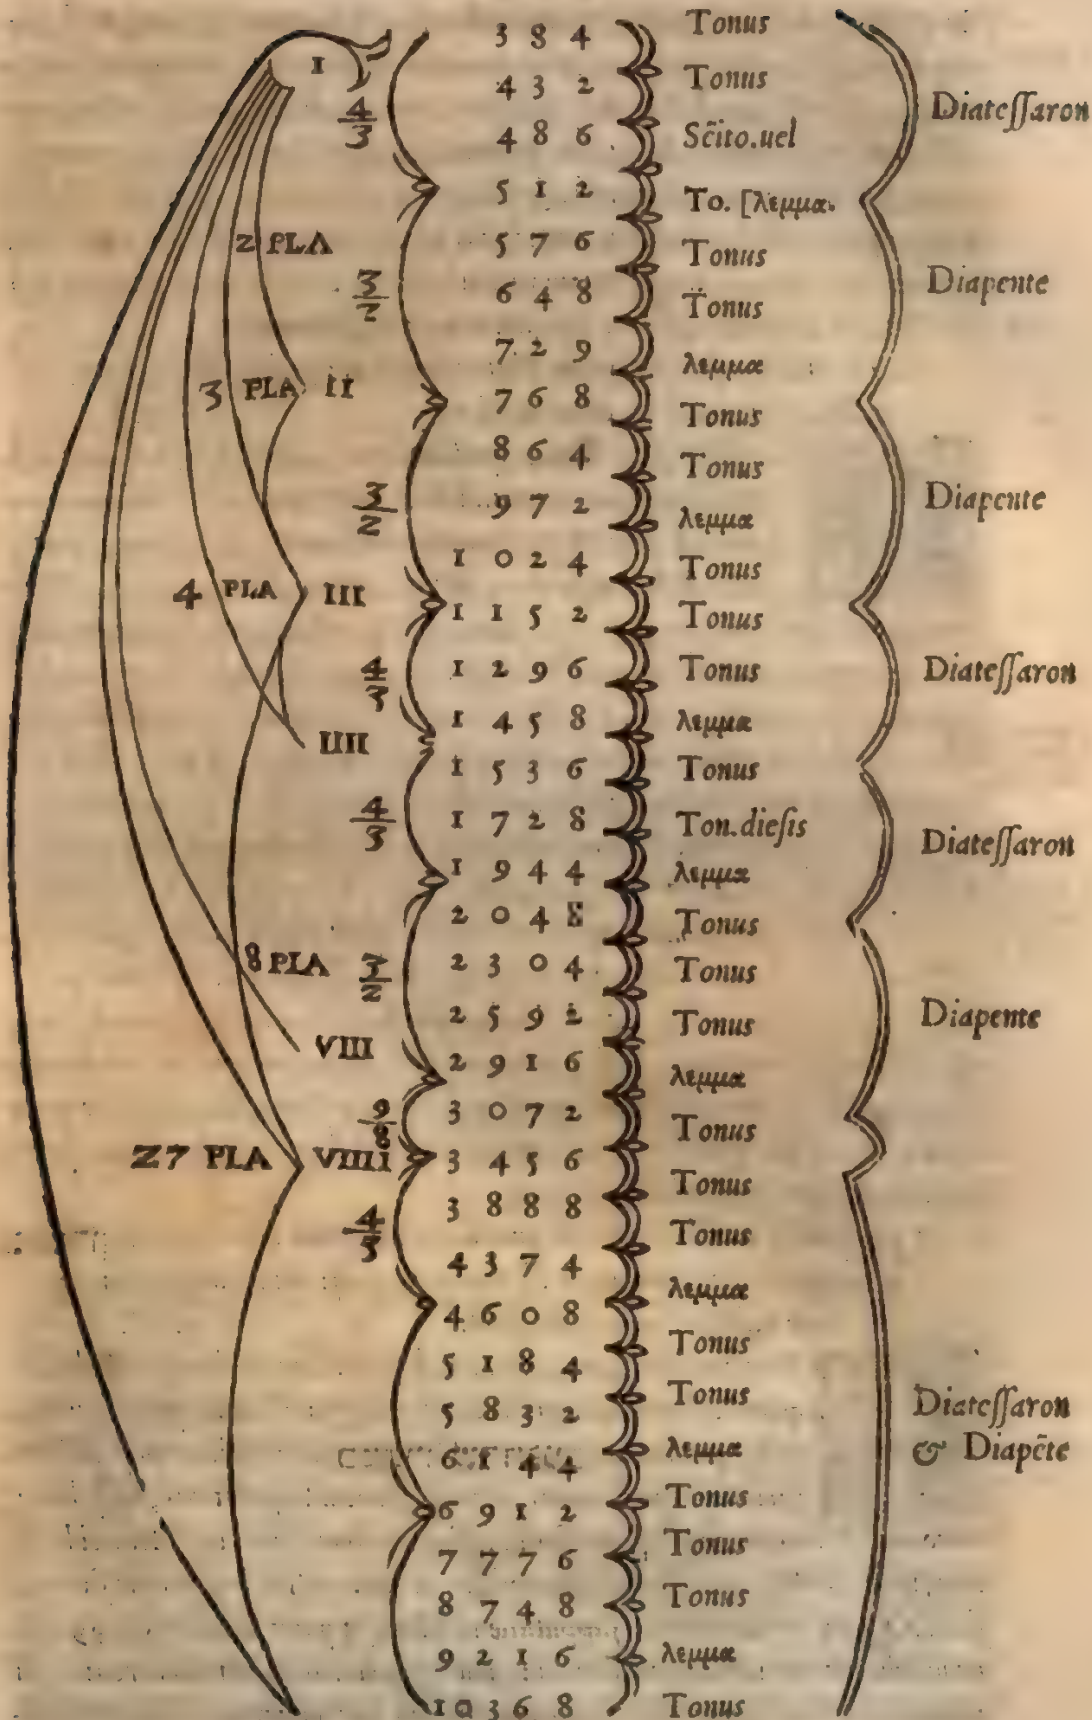 3 8 4 Tonus
1
4 3 2 Tonus
4/3 Diatessaron
4 8 6 Sc̃ito.uel
5 1 2 To. [λεμμα.
2 PLA 5 7 6 Tonus
3/2 6 4 8 Tonus Diapente
7 2 9 λεμμα
3 PLA II 7 6 8 Tonus
8 6 4 Tonus
3/2 9 7 2 λεμμα Diapente
1 0 2 4 Tonus
4 PLA III 1 1 5 2 Tonus
4/3 1 2 9 6 Tonus Diatessaron
IIII 1 4 5 8 λεμμα
1 5 3 6 Tonus
4/3 1 7 2 8 Ton.diesis Diatessaron
1 9 4 4 λεμμα
2 0 4 8 Tonus
8 PLA 3/2 2 3 0 4 Tonus
2 5 9 2 Tonus Diapente
VIII 2 9 1 6 λεμμα
9/8 3 0 7 2 Tonus
27 PLA VIIII 3 4 5 6 Tonus
4/3 3 8 8 8 Tonus
4 3 7 4 λεμμα
4 6 0 8 Tonus
5 1 8 4 Tonus
5 8 3 2 λεμμα Diatessaron
6 1 4 4 Tonus & Diapẽte
6 9 1 2 Tonus
7 7 7 6 Tonus
8 7 4 8 λεμμα
9 2 1 6 Tonus
1 0 3 6 8